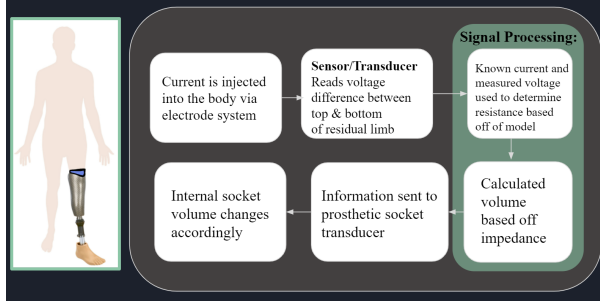 Signal Processing:
Current is injected
into the body via
electrode system
Sensor/Transducer
Reads voltage
difference between
top & bottom
of residual limb
Known current and
measured voltage
used to determine
resistance based
off of model
Calculated
volume
based off
impedance
Information sent to
prosthetic socket
transducer
Internal socket
volume changes
accordingly